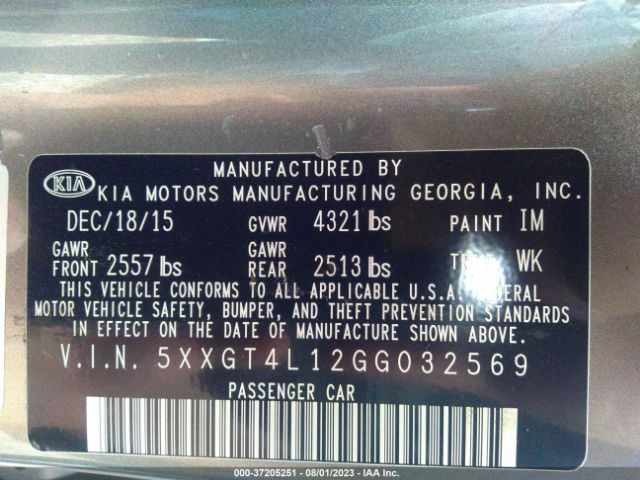 MANUFACTURED BY
KIA KIA MOTORS MANUFACTURING GEORGIA, INC.
DEC/18/15 GVWR 4321 lbs PAINT IM
GAWR FRONT 2557 lbs GAWR REAR 2513 lbs WK
THIS VEHICLE CONFORMS TO ALL APPLICABLE U.S.A. FEDERAL
MOTOR VEHICLE SAFETY, BUMPER, AND THEFT PREVENTION STANDARDS
IN EFFECT ON THE DATE OF MANUFACTURE SHOWN ABOVE.
V.I.N. 5XXGT4L12GG032569
PASSENGER CAR
000-37205251 - 08/01/2023 - IAA Inc.